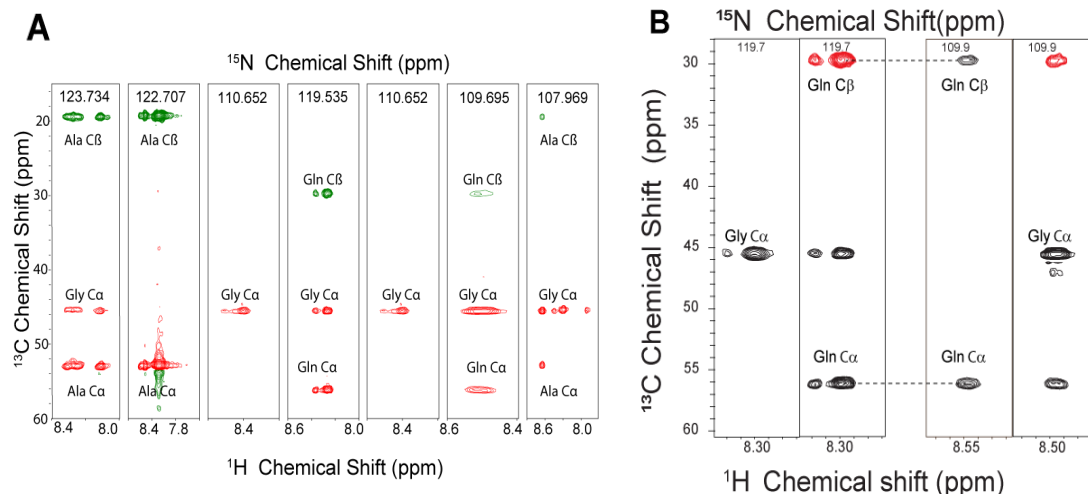 A
15N Chemical Shift (ppm)
123.734 122.707 110.652 119.535 110.652 109.695 107.969
13C Chemical Shift (ppm)
20
30
40
50
60
Ala Cß Ala Cß Ala Cß
Gln Cß Gln Cß
Gly Cα Gly Cα Gly Cα Gly Cα Gly Cα Gly Cα
Gln Cα Gln Cα
Ala Cα Ala Cα Ala Cα
8.4 8.0 8.4 7.8 8.4 8.6 8.0 8.4 8.6 8.4 8.6 8.0
1H Chemical Shift (ppm)
B
15N Chemical Shift(ppm)
119.7 119.7 109.9 109.9
13C Chemical Shift (ppm)
30
35
40
45
50
55
60
Gln Cβ Gln Cβ
Gly Cα Gly Cα
Gln Cα Gln Cα
8.30 8.30 8.55 8.50
1H Chemical shift (ppm)